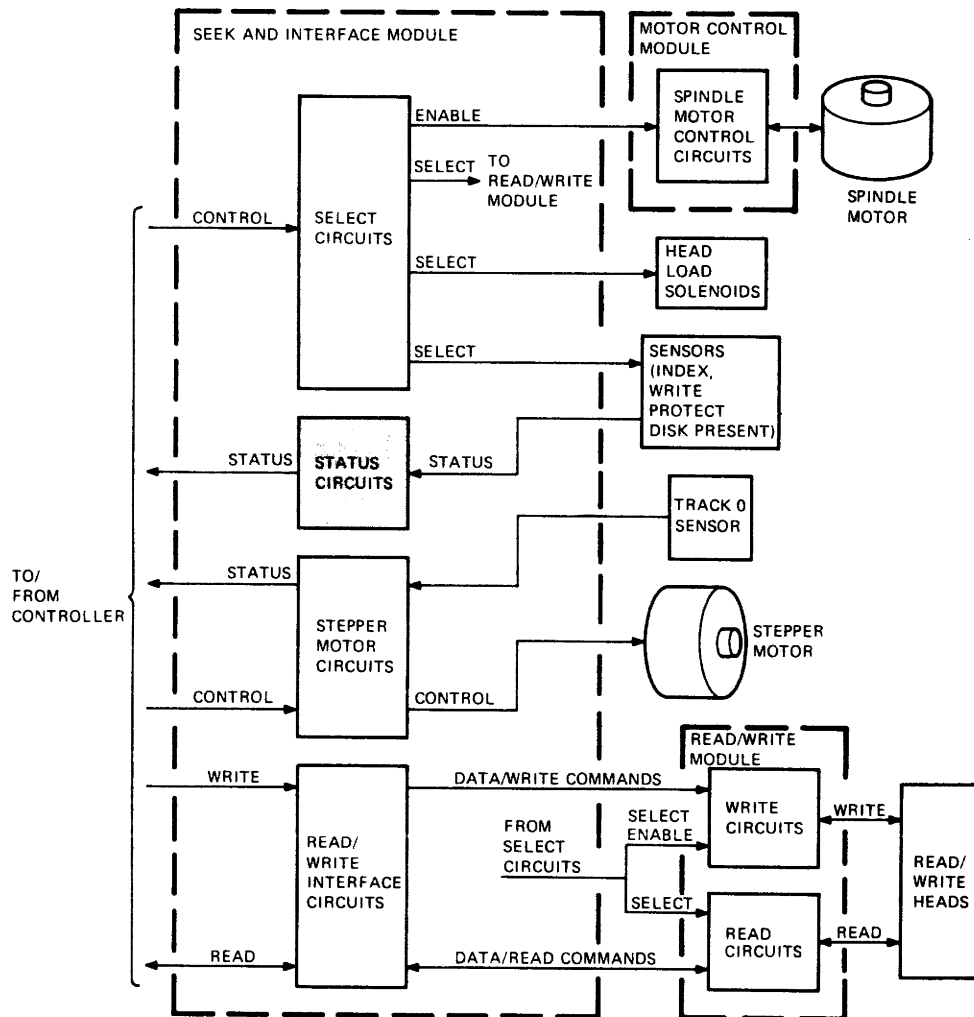 SEEK AND INTERFACE MODULE
MOTOR CONTROL
MODULE
ENABLE
SPINDLE
MOTOR
CONTROL
CIRCUITS
SPINDLE
MOTOR
SELECT
TO
READ/WRITE
MODULE
CONTROL
SELECT
CIRCUITS
SELECT
HEAD
LOAD
SOLENOIDS
SELECT
SENSORS
(INDEX,
WRITE
PROTECT
DISK PRESENT)
STATUS
STATUS
CIRCUITS
STATUS
TRACK 0
SENSOR
TO/
FROM
CONTROLLER
STATUS
STEPPER
MOTOR
CIRCUITS
STEPPER
MOTOR
CONTROL
CONTROL
READ/WRITE
MODULE
WRITE
DATA/WRITE COMMANDS
WRITE
CIRCUITS
WRITE
READ/
WRITE
INTERFACE
CIRCUITS
FROM
SELECT
CIRCUITS
SELECT
ENABLE
READ/
WRITE
HEADS
SELECT
READ
CIRCUITS
READ
READ
DATA/READ COMMANDS